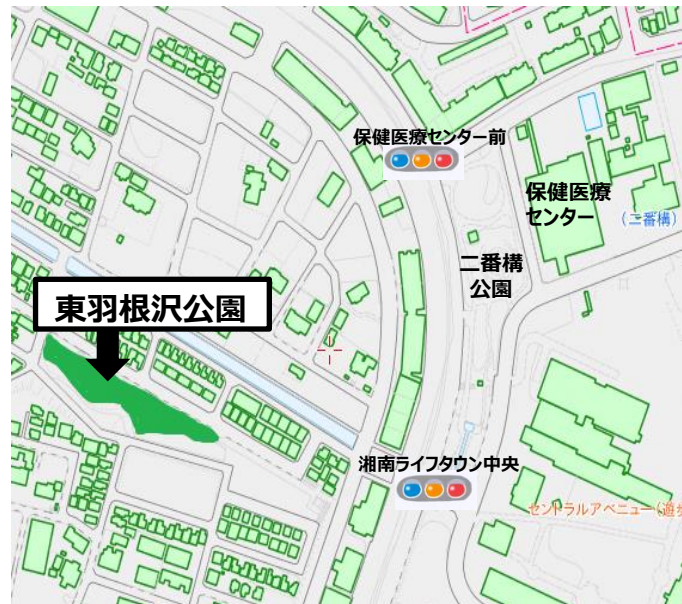 保健医療センター前
保健医療
センター
(二番構)
二番構
公園
東羽根沢公園
湘南ライフタウン中央
セントラルアベニュー(遊歩